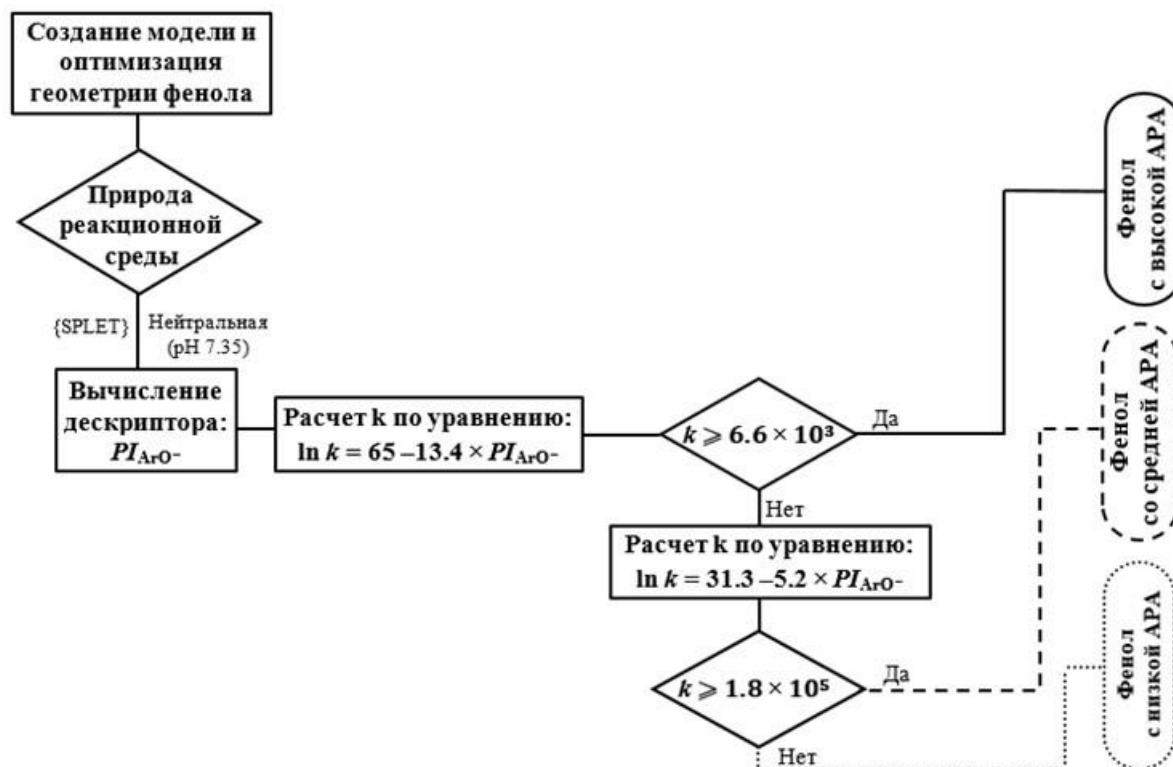 Создание модели и
оптимизация
геометрии фенола
Природа
реакционной
среды
{SPLET} Нейтральная
(pH 7.35)
Вычисление
дескриптора:
PIArO-
Расчет k по уравнению:
ln k = 65 –13.4 × PIArO-
k ⩾ 6.6 × 10³
Да
Нет
Расчет k по уравнению:
ln k = 31.3 –5.2 × PIArO-
k ⩾ 1.8 × 10⁵
Да
Нет
Фенол
с высокой АРА
Фенол
со средней АРА
Фенол
с низкой АРА